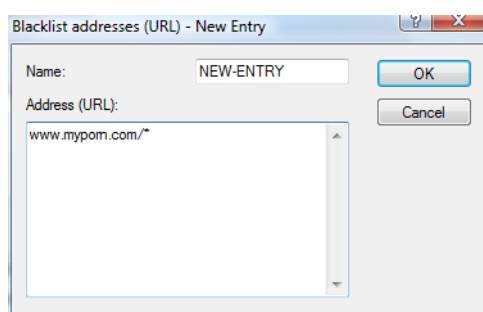 Blacklist addresses (URL) - New Entry
?
X
Name:
NEW-ENTRY
OK
Address (URL):
Cancel
www.myporn.com/*